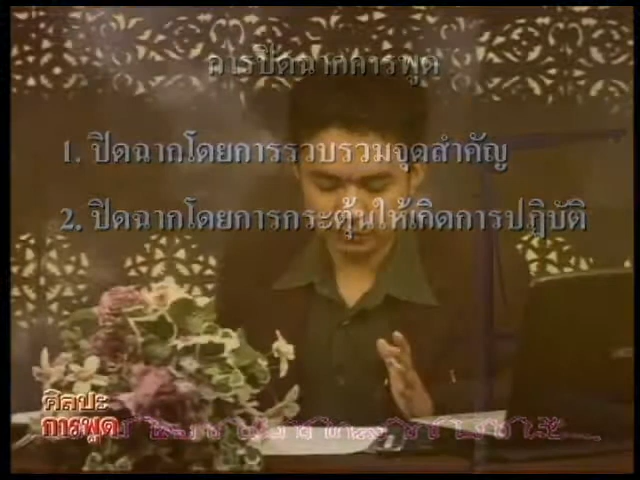 การปิดฉากการพูด
1. ปิดฉากโดยการรวบรวมจุดสำคัญ
2. ปิดฉากโดยการกระตุ้นให้เกิดการปฏิบัติ
ศิลปะ
การพูด